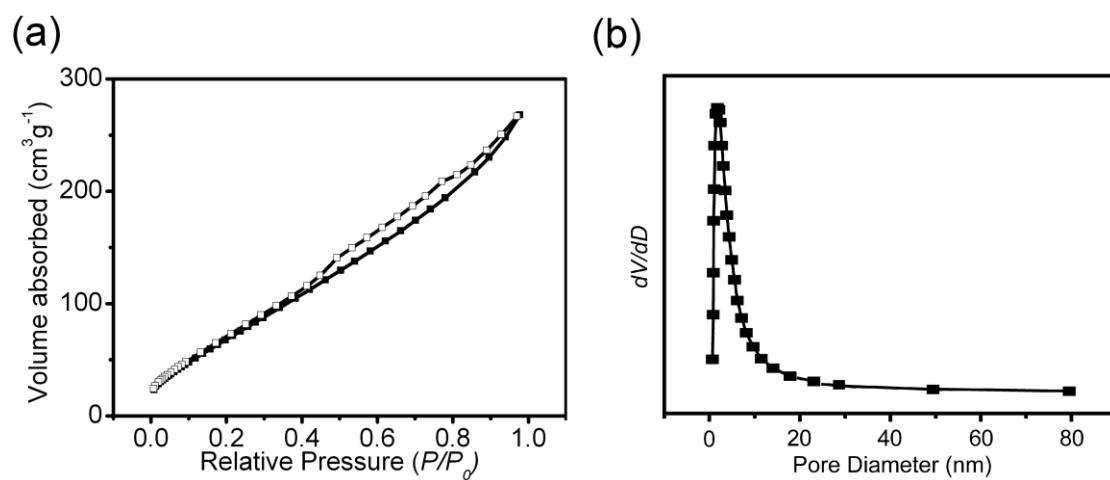 (a)
(b)
300
200
100
0
Volume absorbed (cm³g⁻¹)
0.0 0.2 0.4 0.6 0.8 1.0
Relative Pressure (P/P₀)
dV/dD
0 20 40 60 80
Pore Diameter (nm)